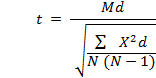 t = Md / √(∑ X²d / N (N − 1))